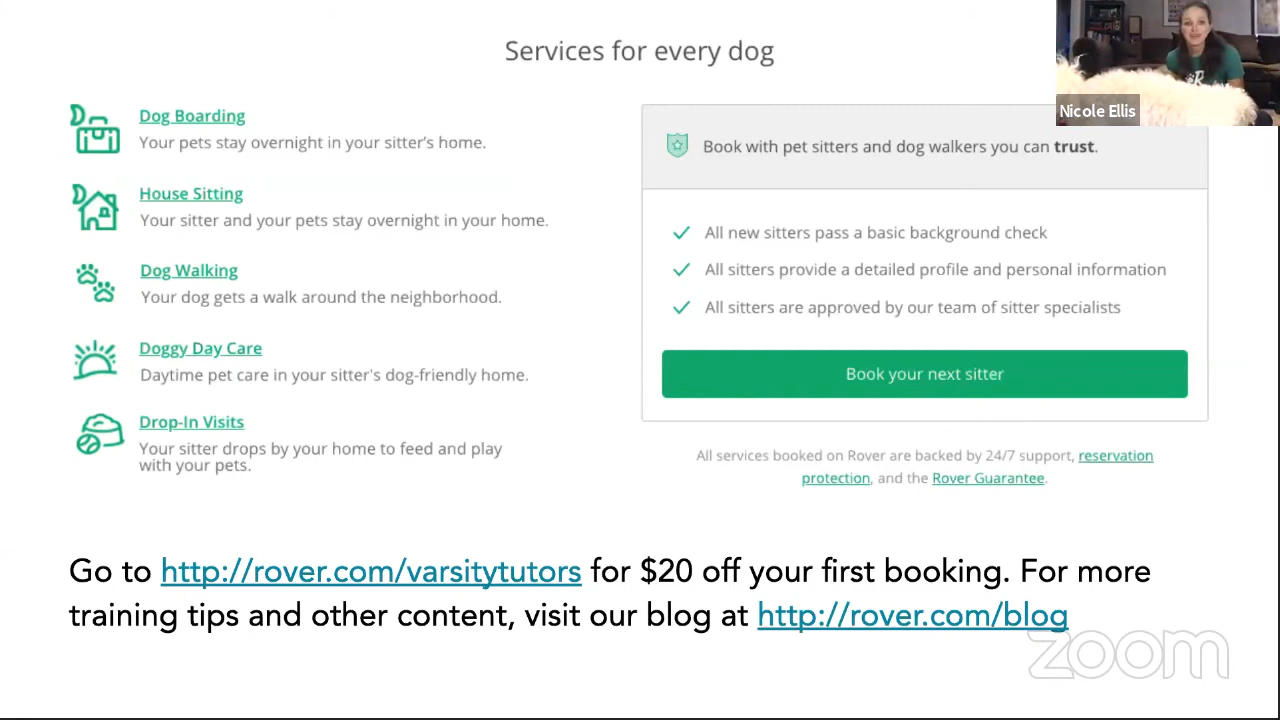 Services for every dog
Nicole Ellis
Dog Boarding
Your pets stay overnight in your sitter's home.
House Sitting
Your sitter and your pets stay overnight in your home.
Dog Walking
Your dog gets a walk around the neighborhood.
Doggy Day Care
Daytime pet care in your sitter's dog-friendly home.
Drop-In Visits
Your sitter drops by your home to feed and play
with your pets.
Book with pet sitters and dog walkers you can trust.
All new sitters pass a basic background check
All sitters provide a detailed profile and personal information
All sitters are approved by our team of sitter specialists
Book your next sitter
All services booked on Rover are backed by 24/7 support, reservation
protection, and the Rover Guarantee.
Go to http://rover.com/varsitytutors for $20 off your first booking. For more
training tips and other content, visit our blog at http://rover.com/blog
zoom